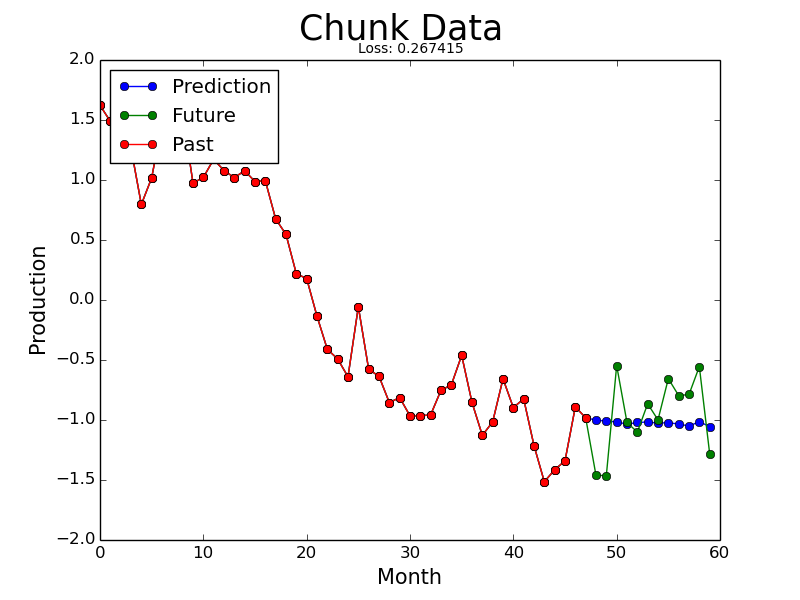 Chunk Data
Loss: 0.267415
2.0
1.5
1.0
0.5
0.0
−0.5
−1.0
−1.5
−2.0
Production
Prediction
Future
Past
0 10 20 30 40 50 60
Month